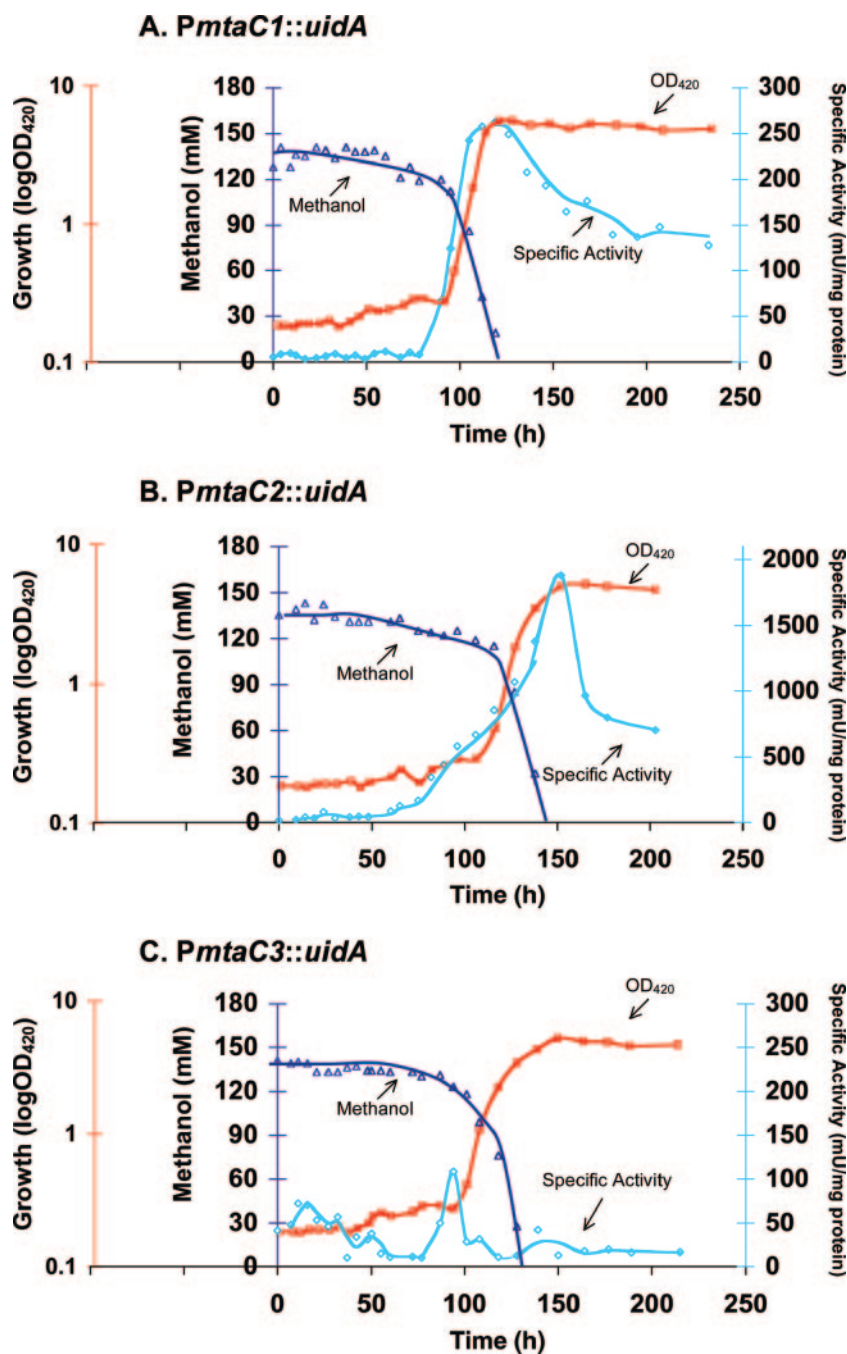 A. PmtaC1::uidA
Growth (logOD420)
10
1
0.1
Methanol (mM)
180
150
120
90
60
30
0
OD420
Methanol
Specific Activity
300
250
200
150
100
50
0
Specific Activity (mU/mg protein)
0 50 100 150 200 250
Time (h)
B. PmtaC2::uidA
Growth (logOD420)
10
1
0.1
Methanol (mM)
180
150
120
90
60
30
0
OD420
Methanol
Specific Activity
2000
1500
1000
500
0
Specific Activity (mU/mg protein)
0 50 100 150 200 250
Time (h)
C. PmtaC3::uidA
Growth (logOD420)
10
1
0.1
Methanol (mM)
180
150
120
90
60
30
0
OD420
Methanol
Specific Activity
300
250
200
150
100
50
0
Specific Activity (mU/mg protein)
0 50 100 150 200 250
Time (h)